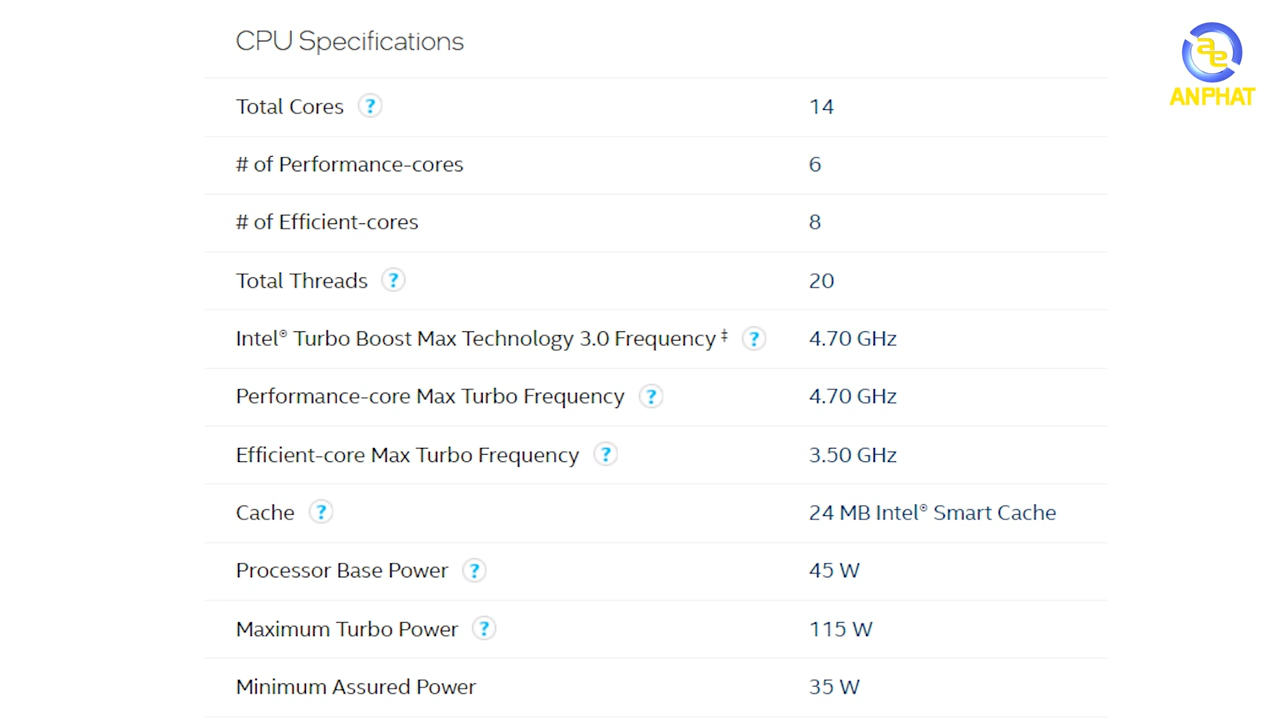 CPU Specifications
ae
ANPHAT
Total Cores ? 14
# of Performance-cores 6
# of Efficient-cores 8
Total Threads ? 20
Intel® Turbo Boost Max Technology 3.0 Frequency ‡ ? 4.70 GHz
Performance-core Max Turbo Frequency ? 4.70 GHz
Efficient-core Max Turbo Frequency ? 3.50 GHz
Cache ? 24 MB Intel® Smart Cache
Processor Base Power ? 45 W
Maximum Turbo Power ? 115 W
Minimum Assured Power 35 W